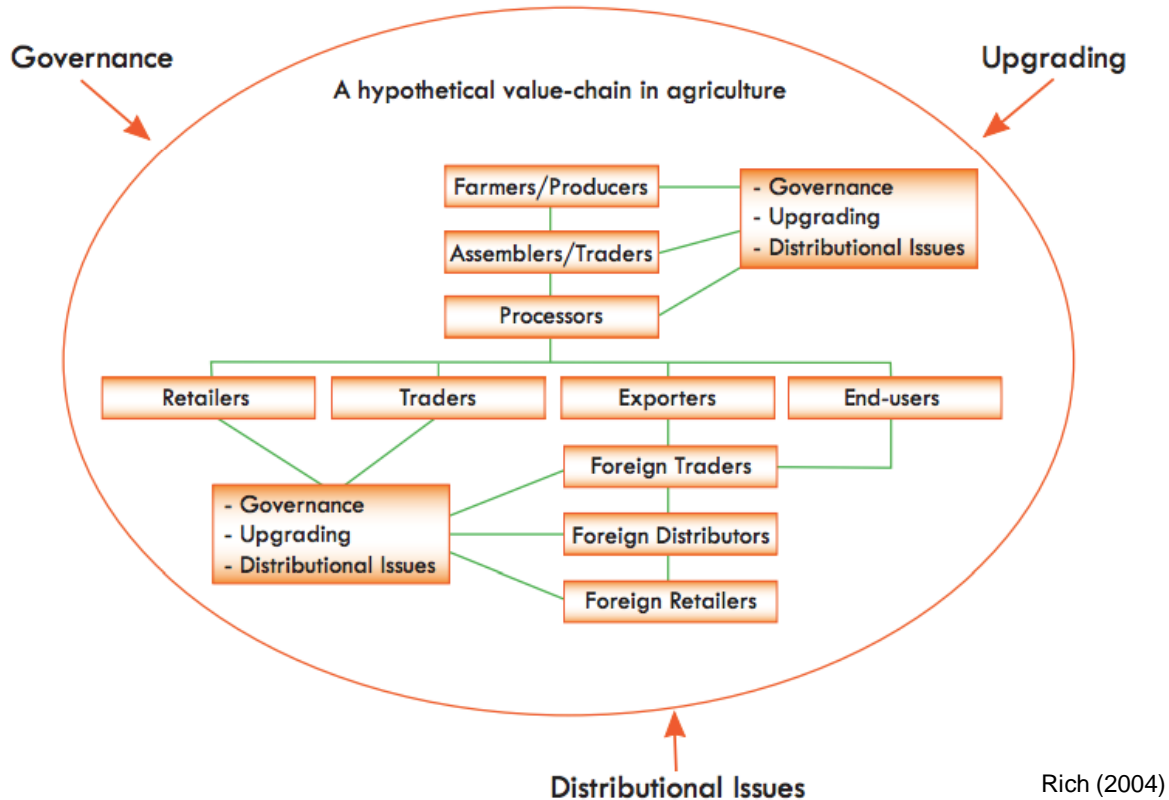 Governance
Upgrading
A hypothetical value-chain in agriculture
Farmers/Producers
- Governance
- Upgrading
- Distributional Issues
Assemblers/Traders
Processors
Retailers
Traders
Exporters
End-users
Foreign Traders
- Governance
- Upgrading
- Distributional Issues
Foreign Distributors
Foreign Retailers
Distributional Issues
Rich (2004)